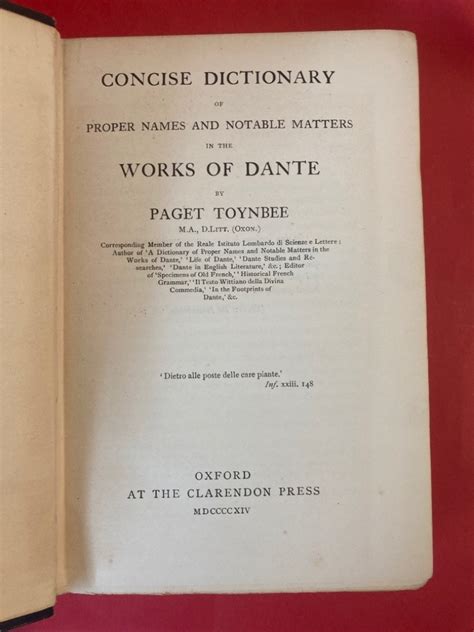 CONCISE DICTIONARY
OF
PROPER NAMES AND NOTABLE MATTERS
IN THE
WORKS OF DANTE
BY
PAGET TOYNBEE
M.A., D.LITT. (OXON.)
Corresponding Member of the Reale Istituto Lombardo di Scienze e Lettere;
Author of 'A Dictionary of Proper Names and Notable Matters in the
Works of Dante,' 'Life of Dante,' 'Dante Studies and Re-
searches,' 'Dante in English Literature,' &c.; Editor
of 'Specimens of Old French,' 'Historical French
Grammar,' 'Il Testo Wittiano della Divina
Commedia,' 'In the Footprints of
Dante,' &c.
'Dietro alle poste delle care piante.'
Inf. xxiii. 148
OXFORD
AT THE CLARENDON PRESS
MDCCCCXIV